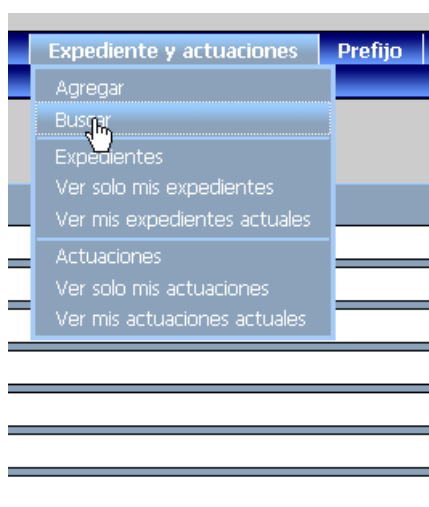 Expediente y actuaciones Prefijo
Agregar
Buscar
Expedientes
Ver solo mis expedientes
Ver mis expedientes actuales
Actuaciones
Ver solo mis actuaciones
Ver mis actuaciones actuales